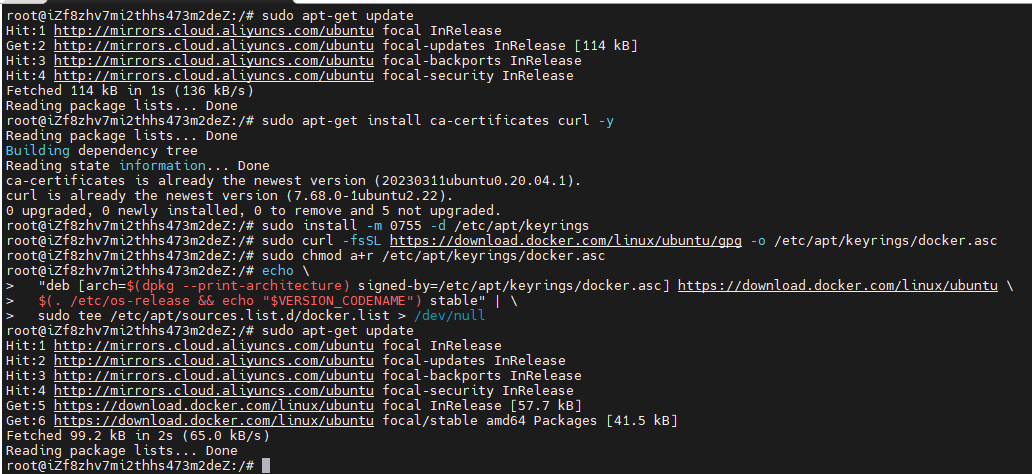 root@iZf8zhv7mi2thhs473m2deZ:/# sudo apt-get update
Hit:1 http://mirrors.cloud.aliyuncs.com/ubuntu focal InRelease
Get:2 http://mirrors.cloud.aliyuncs.com/ubuntu focal-updates InRelease [114 kB]
Hit:3 http://mirrors.cloud.aliyuncs.com/ubuntu focal-backports InRelease
Hit:4 http://mirrors.cloud.aliyuncs.com/ubuntu focal-security InRelease
Fetched 114 kB in 1s (136 kB/s)
Reading package lists... Done
root@iZf8zhv7mi2thhs473m2deZ:/# sudo apt-get install ca-certificates curl -y
Reading package lists... Done
Building dependency tree
Reading state information... Done
ca-certificates is already the newest version (20230311ubuntu0.20.04.1).
curl is already the newest version (7.68.0-1ubuntu2.22).
0 upgraded, 0 newly installed, 0 to remove and 5 not upgraded.
root@iZf8zhv7mi2thhs473m2deZ:/# sudo install -m 0755 -d /etc/apt/keyrings
root@iZf8zhv7mi2thhs473m2deZ:/# sudo curl -fsSL https://download.docker.com/linux/ubuntu/gpg -o /etc/apt/keyrings/docker.asc
root@iZf8zhv7mi2thhs473m2deZ:/# sudo chmod a+r /etc/apt/keyrings/docker.asc
root@iZf8zhv7mi2thhs473m2deZ:/# echo \
>   "deb [arch=$(dpkg --print-architecture) signed-by=/etc/apt/keyrings/docker.asc] https://download.docker.com/linux/ubuntu \
>   $(. /etc/os-release && echo "$VERSION_CODENAME") stable" | \
>   sudo tee /etc/apt/sources.list.d/docker.list > /dev/null
root@iZf8zhv7mi2thhs473m2deZ:/# sudo apt-get update
Hit:1 http://mirrors.cloud.aliyuncs.com/ubuntu focal InRelease
Hit:2 http://mirrors.cloud.aliyuncs.com/ubuntu focal-updates InRelease
Hit:3 http://mirrors.cloud.aliyuncs.com/ubuntu focal-backports InRelease
Hit:4 http://mirrors.cloud.aliyuncs.com/ubuntu focal-security InRelease
Get:5 https://download.docker.com/linux/ubuntu focal InRelease [57.7 kB]
Get:6 https://download.docker.com/linux/ubuntu focal/stable amd64 Packages [41.5 kB]
Fetched 99.2 kB in 2s (65.0 kB/s)
Reading package lists... Done
root@iZf8zhv7mi2thhs473m2deZ:/#